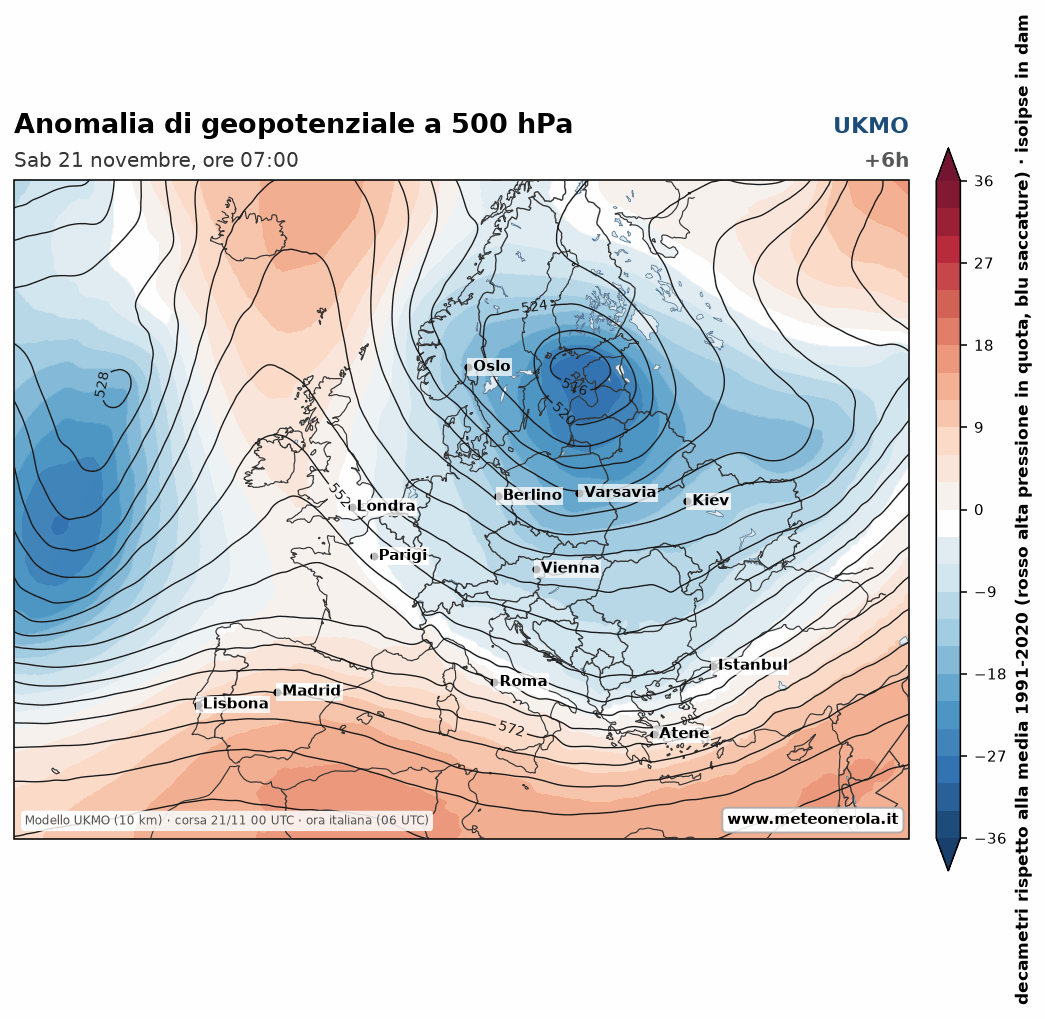 Anomalia di geopotenziale a 500 hPa
UKMO
Sab 21 novembre, ore 07:00
+6h
524
528
Oslo
516
520
552
Londra
Berlino
Varsavia
Kiev
Parigi
Vienna
Istanbul
Roma
Madrid
Lisbona
572
Atene
Modello UKMO (10 km) · corsa 21/11 00 UTC · ora italiana (06 UTC)
www.meteonerola.it
36
27
18
9
0
−9
−18
−27
−36
decametri rispetto alla media 1991-2020 (rosso alta pressione in quota, blu saccature) · isoipse in dam